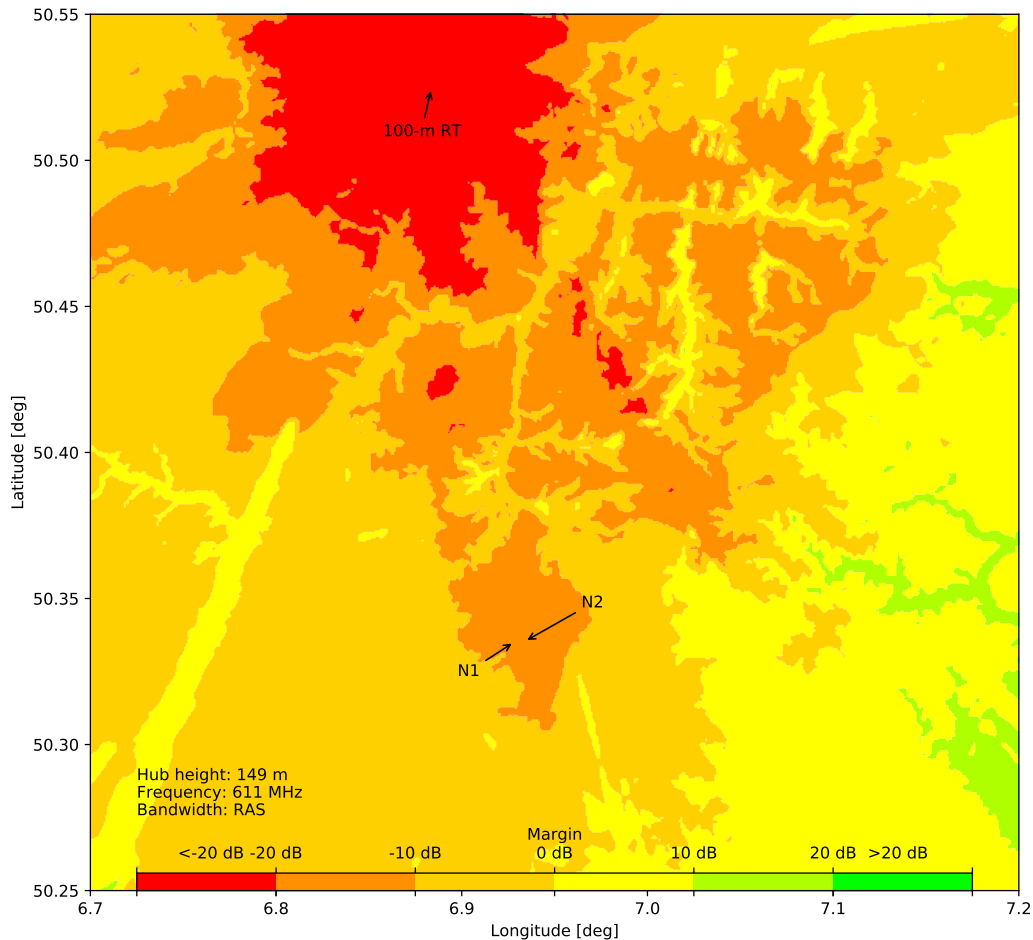 50.55
50.50
50.45
50.40
50.35
50.30
50.25
Latitude [deg]
100-m RT
N2
N1
Hub height: 149 m
Frequency: 611 MHz
Bandwidth: RAS
Margin
<-20 dB -20 dB -10 dB 0 dB 10 dB 20 dB >20 dB
6.7 6.8 6.9 7.0 7.1 7.2
Longitude [deg]